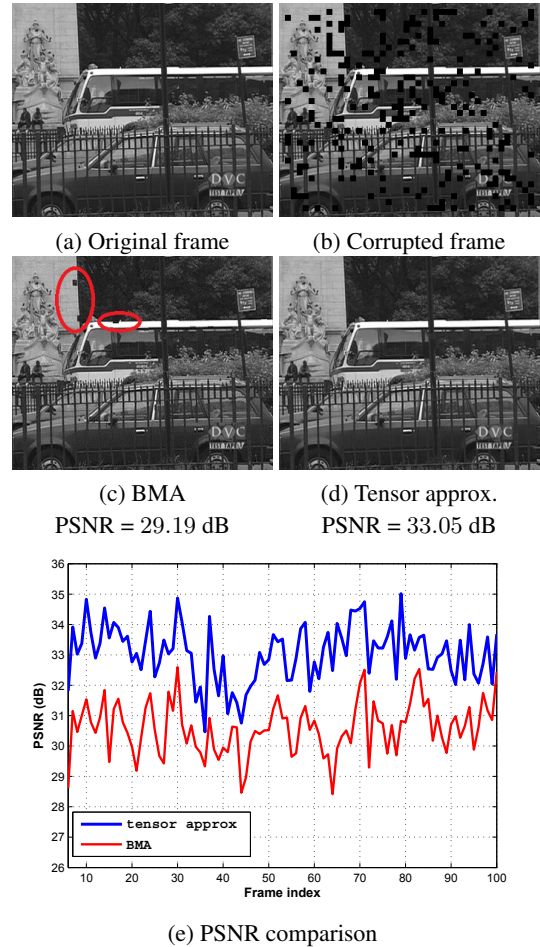 DVC
TEST TAPE
(a) Original frame
(b) Corrupted frame
DVC
(c) BMA
PSNR = 29.19 dB
DVC
TEST TAPE
(d) Tensor approx.
PSNR = 33.05 dB
DVC
TEST TAPE
36
35
34
33
32
31
30
29
28
27
26
PSNR (dB)
tensor approx
BMA
10 20 30 40 50 60 70 80 90 100
Frame index
(e) PSNR comparison